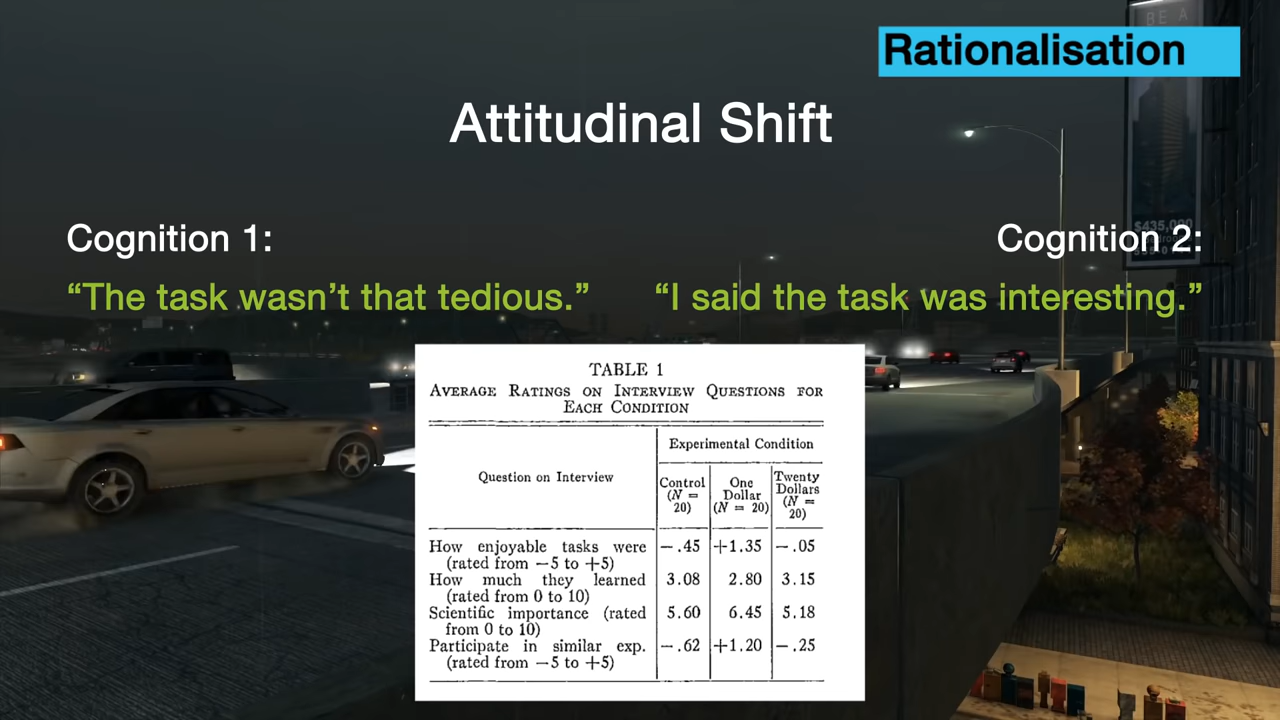 BE A
Rationalisation
Attitudinal Shift
Cognition 1:
Cognition 2:
$435,000
“The task wasn’t that tedious.”
“I said the task was interesting.”
TABLE 1
AVERAGE RATINGS ON INTERVIEW QUESTIONS FOR
EACH CONDITION
Question on Interview
Experimental Condition
Control
(N =
20)
One
Dollar
(N = 20)
Twenty
Dollars
(N =
20)
How enjoyable tasks were
(rated from −5 to +5)
−.45 +1.35 −.05
How much they learned
(rated from 0 to 10)
3.08 2.80 3.15
Scientific importance (rated
from 0 to 10)
5.60 6.45 5.18
Participate in similar exp.
(rated from −5 to +5)
−.62 +1.20 −.25